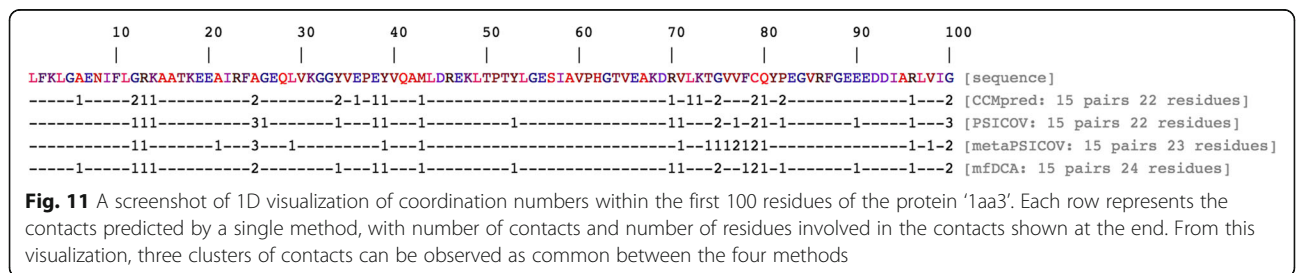 10 20 30 40 50 60 70 80 90 100
| | | | | | | | | |
LFKLGAENIFLGRKAATKEEAIRFAGEQLVKGGYVEPEYVQAMLDREKLTPTYLGESIAVPHGTVEAKDRVLKTGVVFCQYPEGVRFGEEEDDIARLVIG [sequence]
-----1-----211----------2--------2-1-11---1--------------------------1-11-2---21-2-------------1---2 [CCMpred: 15 pairs 22 residues]
-----------111----------31-------1---11---1---------1----------------11---2-1-21-1-------1-----1---3 [PSICOV: 15 pairs 22 residues]
-----------11-------1---3---1---------1---1---------------------------1--1112121---------------1-1-2 [metaPSICOV: 15 pairs 23 residues]
-----1-----111----------2--------1---11---1---------1----------------11---2--121-1-------1-----1---2 [mfDCA: 15 pairs 24 residues]
Fig. 11 A screenshot of 1D visualization of coordination numbers within the first 100 residues of the protein ‘1aa3’. Each row represents the
contacts predicted by a single method, with number of contacts and number of residues involved in the contacts shown at the end. From this
visualization, three clusters of contacts can be observed as common between the four methods